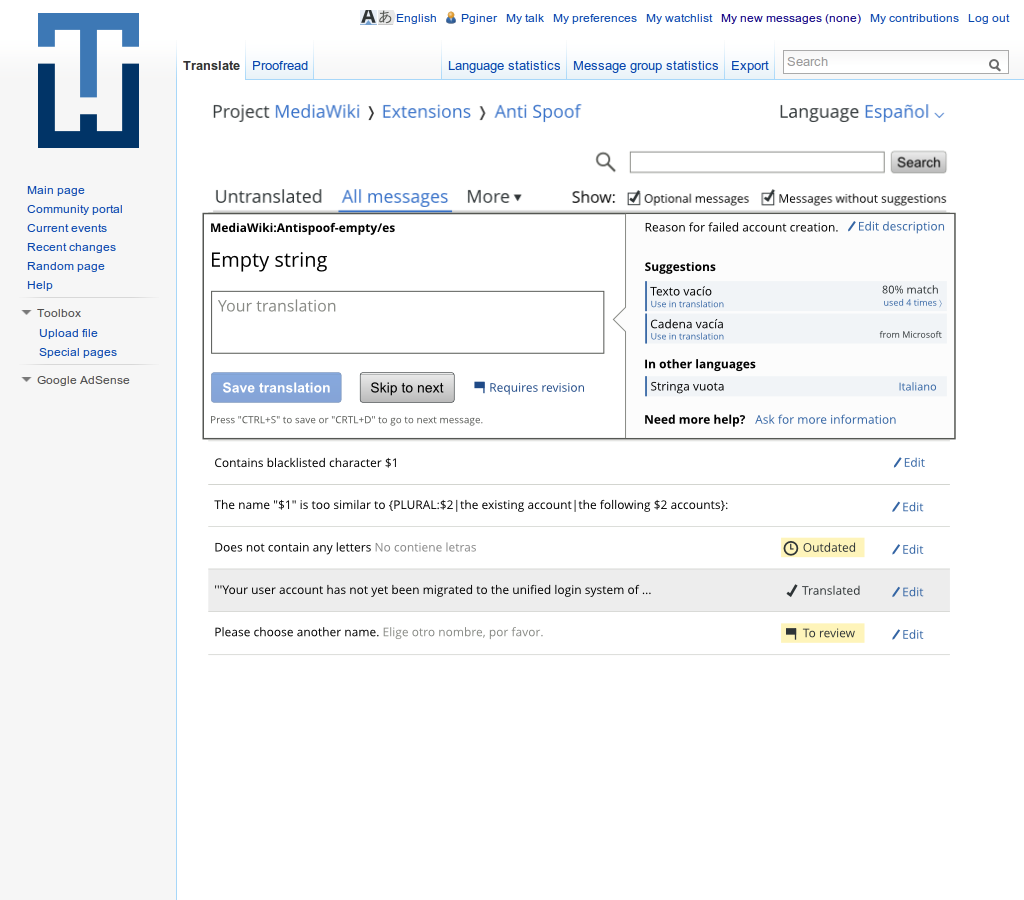 Aあ English Pginer My talk My preferences My watchlist My new messages (none) My contributions Log out
Translate Proofread Language statistics Message group statistics Export Search
Project MediaWiki ❭ Extensions ❭ Anti Spoof Language Español
Search
Untranslated All messages More ▾ Show: Optional messages Messages without suggestions
Main page
Community portal
Current events
Recent changes
Random page
Help
Toolbox
Upload file
Special pages
Google AdSense
MediaWiki:Antispoof-empty/es
Empty string
Your translation
Save translation Skip to next Requires revision
Press "CTRL+S" to save or "CRTL+D" to go to next message.
Reason for failed account creation. Edit description
Suggestions
Texto vacío 80% match
Use in translation used 4 times ⟩
Cadena vacía
Use in translation from Microsoft
In other languages
Stringa vuota Italiano
Need more help? Ask for more information
Contains blacklisted character $1 Edit
The name "$1" is too similar to {PLURAL:$2|the existing account|the following $2 accounts}: Edit
Does not contain any letters No contiene letras Outdated Edit
'''Your user account has not yet been migrated to the unified login system of ... Translated Edit
Please choose another name. Elige otro nombre, por favor. To review Edit